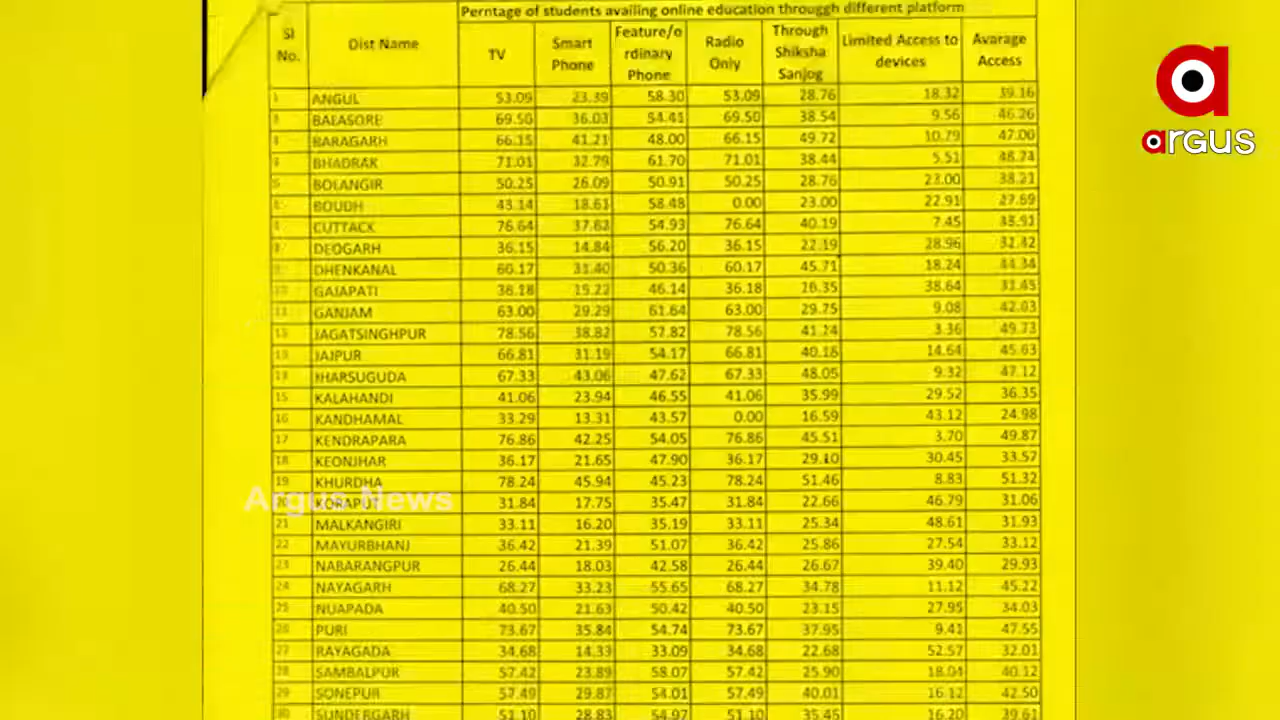 Perntage of students availing online education througgh different platform
Sl No. Dist Name TV Smart Phone Feature/o rdinary Phone Radio Only Through Shiksha Sanjog Limited Access to devices Avarage Access
1 ANGUL 53.09 23.39 58.30 53.09 28.76 18.32 39.16
BALASORE 69.50 36.03 54.41 69.50 38.54 9.56 46.26
BARAGARH 66.15 41.21 48.00 66.15 49.72 10.79 47.00
BHADRAK 71.01 32.79 61.70 71.01 38.44 5.51 48.74
5 BOLANGIR 50.25 26.09 50.91 50.25 28.76 23.00 38.21
BOUDH 43.14 18.61 58.48 0.00 23.00 22.91 27.69
CUTTACK 76.64 37.62 54.93 76.64 40.19 7.45
DEOGARH 36.15 14.84 56.20 36.15 22.19 28.96 32.42
DHENKANAL 60.17 31.40 50.36 60.17 45.71 18.24 44.34
GAJAPATI 36.18 15.22 46.14 36.18 16.35 38.64 31.45
11 GANJAM 63.00 29.29 61.64 63.00 29.75 9.08 42.03
12 JAGATSINGHPUR 78.56 38.82 57.82 78.56 41.24 3.36 49.73
13 JAJPUR 66.81 31.19 54.17 66.81 40.16 14.64 45.63
JHARSUGUDA 67.33 43.06 47.62 67.33 48.05 9.32 47.12
15 KALAHANDI 41.06 23.94 46.55 41.06 35.99 29.52 36.35
16 KANDHAMAL 33.29 13.31 43.57 0.00 16.59 43.12 24.98
17 KENDRAPARA 76.86 42.25 54.05 76.86 45.51 3.70 49.87
18 KEONJHAR 36.17 21.65 47.90 36.17 29.10 30.45 33.57
19 KHURDHA 78.24 45.94 45.23 78.24 51.46 8.83 51.32
20 KORAPUT 31.84 17.75 35.47 31.84 22.66 46.79 31.06
21 MALKANGIRI 33.11 16.20 35.19 33.11 25.34 48.61 31.93
22 MAYURBHANJ 36.42 21.39 51.07 36.42 25.86 27.54 33.12
23 NABARANGPUR 26.44 18.03 42.58 26.44 26.67 39.40 29.93
24 NAYAGARH 68.27 33.23 55.65 68.27 34.78 11.12 45.22
25 NUAPADA 40.50 21.63 50.42 40.50 23.15 27.95 34.03
26 PURI 73.67 35.84 54.74 73.67 37.95 9.41 47.55
27 RAYAGADA 34.68 14.33 33.09 34.68 22.68 52.57 32.01
28 SAMBALPUR 57.42 23.89 58.07 57.42 25.90 18.04 40.12
29 SONEPUR 57.49 29.87 54.01 57.49 40.01 16.12 42.50
30 SUNDERGARH 51.10 28.83 54.97 51.10 35.45 16.20 39.61
a
argus
Argus News